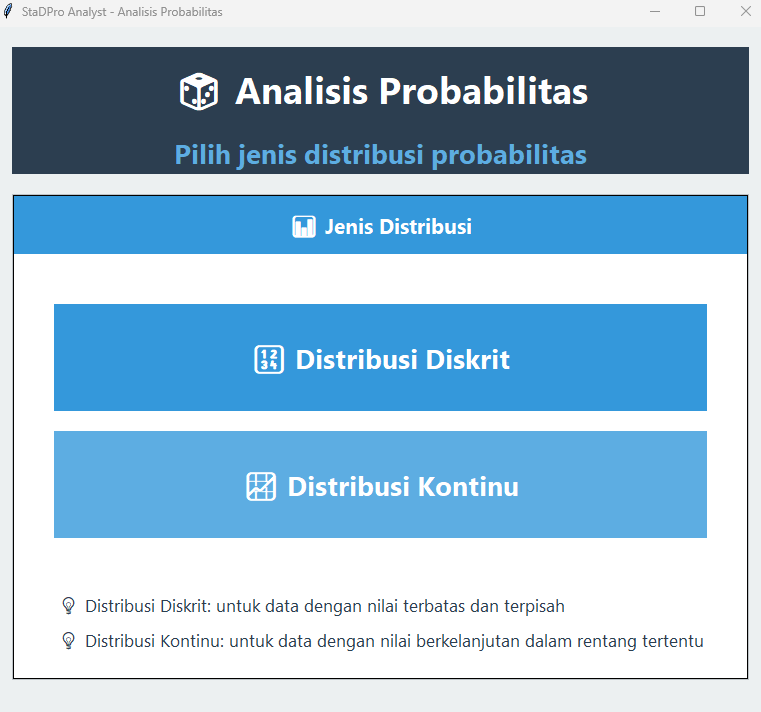 StaDPro Analyst - Analisis Probabilitas
Analisis Probabilitas
Pilih jenis distribusi probabilitas
Jenis Distribusi
1234 Distribusi Diskrit
Distribusi Kontinu
Distribusi Diskrit: untuk data dengan nilai terbatas dan terpisah
Distribusi Kontinu: untuk data dengan nilai berkelanjutan dalam rentang tertentu